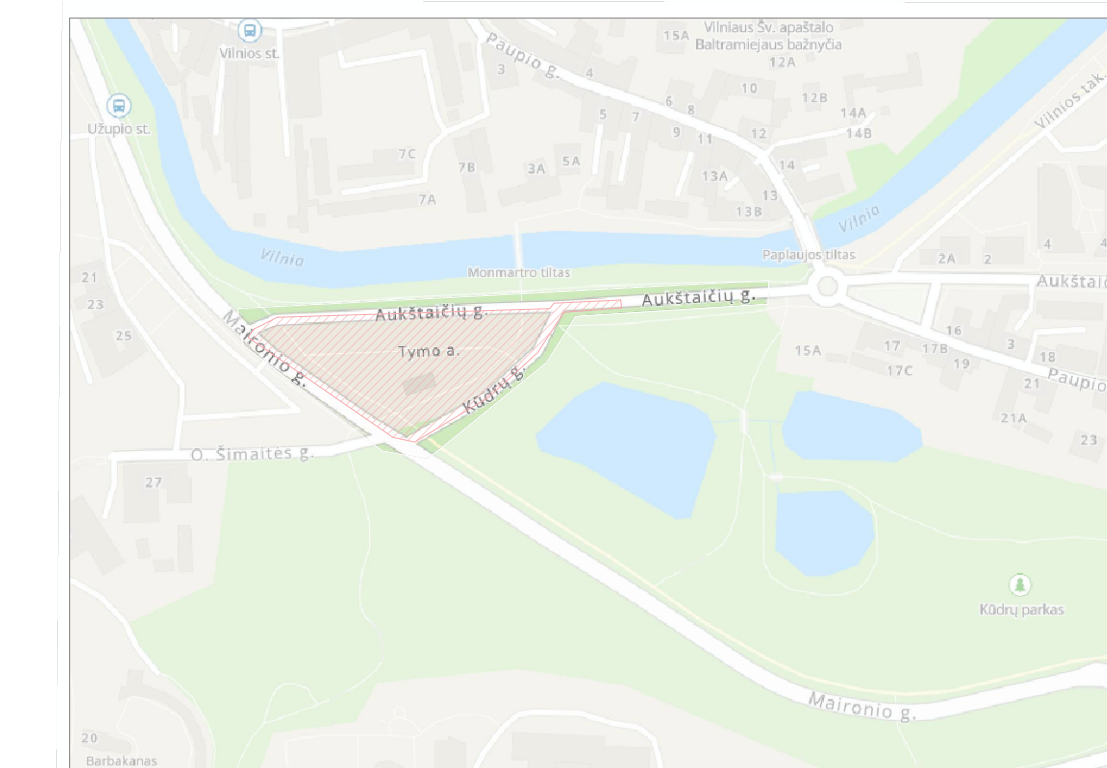 Vilniaus Šv. apaštalo
Baltramiejaus bažnyčia
15A
12A
Vilnios st.
Paupio g.
3
4
10
12B
6
8
5
7
14A
14B
Užupio st.
9
11
12
Vilnios tak.
7C
7B
3A
5A
13A
14
7A
13
13B
Vilnia
Vilnia
4
4
Paplaujos tiltas
2A
2
Monmartro tiltas
21
23
25
Aukštaičių g.
Aukštaičių g.
Aukštaič
Maironio g.
Tymo a.
Kūdrų g.
15A
17
17B
16
3
18
19
17C
21
Paupio
21A
23
O. Šimaitės g.
27
Kūdrų parkas
Maironio g.
20
Barbakanas